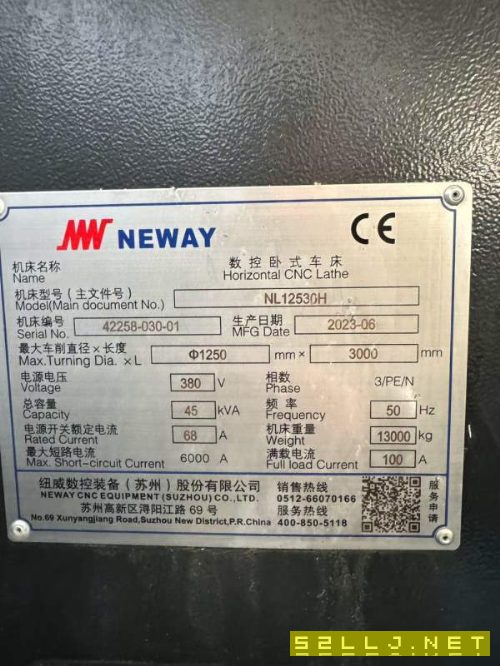 NEWAY
CE
机床名称 数控卧式车床
Name Horizontal CNC Lathe
机床型号（主文件号）
Model(Main document No.) NL12530H
机床编号 42258-030-01 生产日期 2023-06
Serial No. MFG Date
最大车削直径×长度 Φ1250 mm× 3000 mm
Max.Turning Dia. ×L
电源电压 380 V 相数 3/PE/N
Voltage Phase
总容量 45 kVA 频率 50 Hz
Capacity Frequency
电源开关额定电流 68 A 机床重量 13000 kg
Rated Current Weight
最大短路电流 6000 A 满载电流 100 A
Max. Short-circuit Current Full load Current
纽威数控装备（苏州）股份有限公司 销售热线
NEWAY CNC EQUIPMENT (SUZHOU) CO., LTD. 0512-66070166
苏州高新区浔阳江路 69 号 服务热线
No.69 Xunyangjiang Road,Suzhou New District,P.R.China 400-850-5118
服务申请
52LLJ.NET